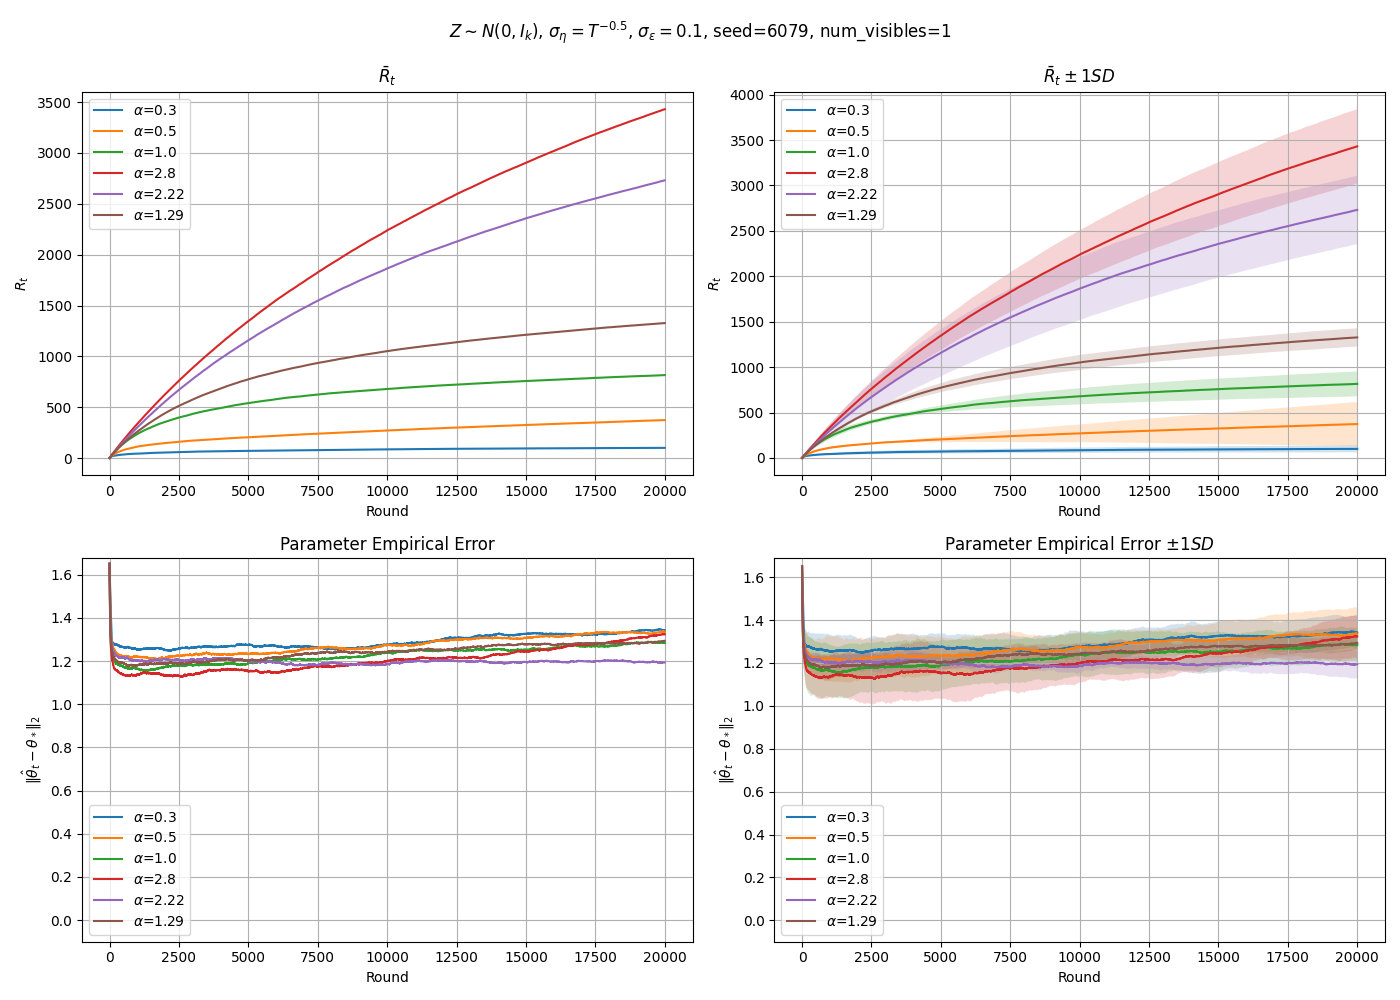 Z ∼ N(0, I_k), σ_η = T^{−0.5}, σ_ε = 0.1, seed=6079, num_visibles=1
R̄_t
R_t
3500
3000
2500
2000
1500
1000
500
0
α=0.3
α=0.5
α=1.0
α=2.8
α=2.22
α=1.29
0 2500 5000 7500 10000 12500 15000 17500 20000
Round
R̄_t ± 1SD
R_t
4000
3500
3000
2500
2000
1500
1000
500
0
α=0.3
α=0.5
α=1.0
α=2.8
α=2.22
α=1.29
0 2500 5000 7500 10000 12500 15000 17500 20000
Round
Parameter Empirical Error
‖θ̂_t − θ_*‖_2
1.6
1.4
1.2
1.0
0.8
0.6
0.4
0.2
0.0
α=0.3
α=0.5
α=1.0
α=2.8
α=2.22
α=1.29
0 2500 5000 7500 10000 12500 15000 17500 20000
Round
Parameter Empirical Error ±1SD
‖θ̂_t − θ_*‖_2
1.6
1.4
1.2
1.0
0.8
0.6
0.4
0.2
0.0
α=0.3
α=0.5
α=1.0
α=2.8
α=2.22
α=1.29
0 2500 5000 7500 10000 12500 15000 17500 20000
Round